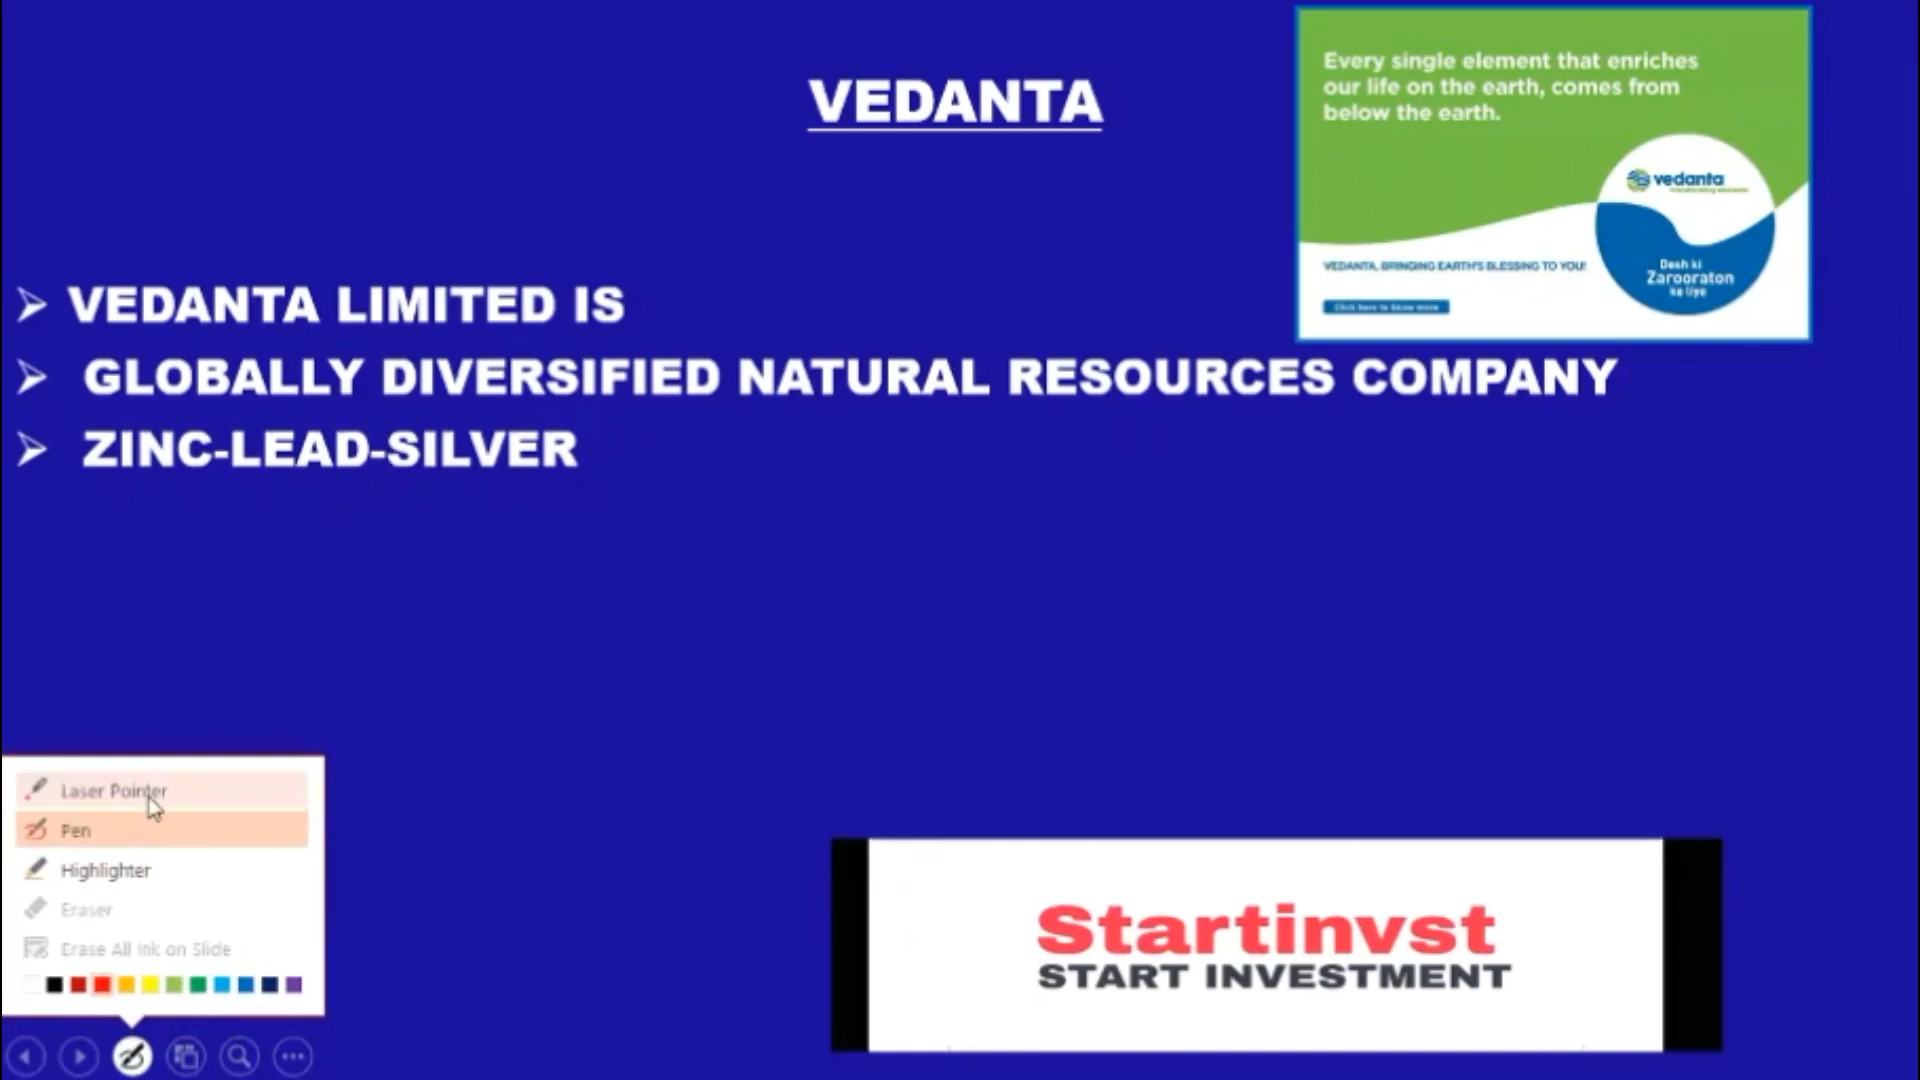 VEDANTA
Every single element that enriches
our life on the earth, comes from
below the earth.
vedanta
VEDANTA, BRINGING EARTH'S BLESSING TO YOU!
Desh ki
Zarooraton
ke liye
Click here to know more
VEDANTA LIMITED IS
GLOBALLY DIVERSIFIED NATURAL RESOURCES COMPANY
ZINC-LEAD-SILVER
Laser Pointer
Pen
Highlighter
Eraser
Erase All Ink on Slide
Startinvst
START INVESTMENT